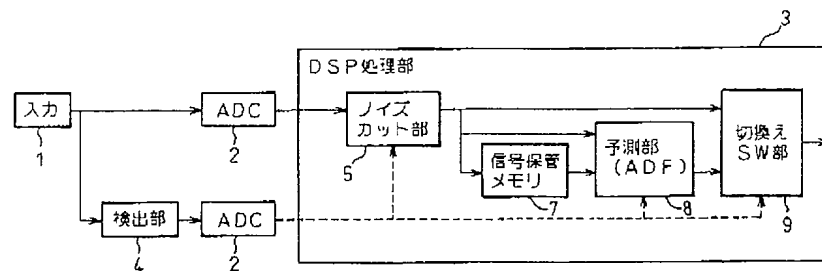 3
DSP処理部
入力
1
ADC
2
ノイズ
カット部
5
信号保管
メモリ
7
予測部
(ADF)
8
切換え
SW部
9
検出部
4
ADC
2